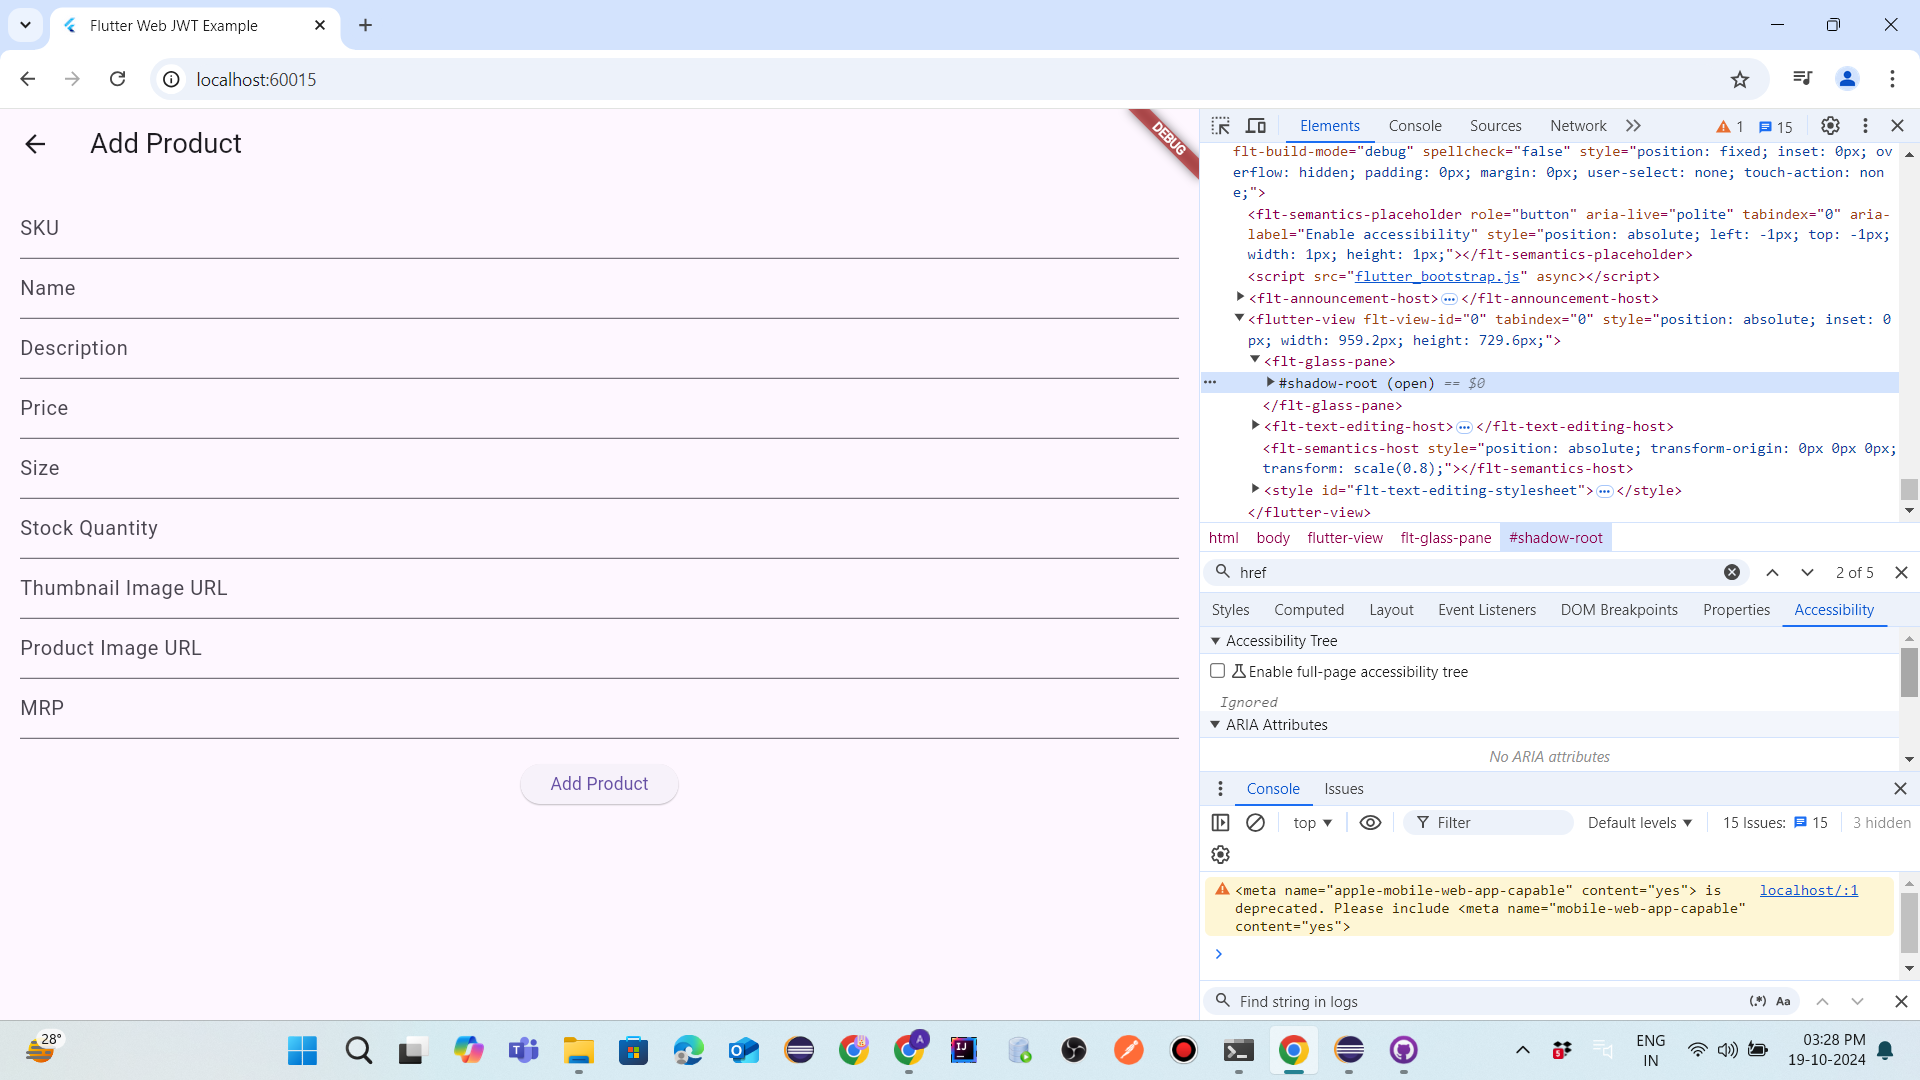 Flutter Web JWT Example
localhost:60015
Add Product
DEBUG
SKU
Name
Description
Price
Size
Stock Quantity
Thumbnail Image URL
Product Image URL
MRP
Add Product
Elements Console Sources Network 1 15
flt-build-mode="debug" spellcheck="false" style="position: fixed; inset: 0px; ov
erflow: hidden; padding: 0px; margin: 0px; user-select: none; touch-action: non
e;">
<flt-semantics-placeholder role="button" aria-live="polite" tabindex="0" aria-
label="Enable accessibility" style="position: absolute; left: -1px; top: -1px;
width: 1px; height: 1px;"></flt-semantics-placeholder>
<script src="flutter_bootstrap.js" async></script>
<flt-announcement-host>…</flt-announcement-host>
<flutter-view flt-view-id="0" tabindex="0" style="position: absolute; inset: 0
px; width: 959.2px; height: 729.6px;">
<flt-glass-pane>
#shadow-root (open) == $0
</flt-glass-pane>
<flt-text-editing-host>…</flt-text-editing-host>
<flt-semantics-host style="position: absolute; transform-origin: 0px 0px 0px;
transform: scale(0.8);"></flt-semantics-host>
<style id="flt-text-editing-stylesheet">…</style>
</flutter-view>
html body flutter-view flt-glass-pane #shadow-root
href 2 of 5
Styles Computed Layout Event Listeners DOM Breakpoints Properties Accessibility
Accessibility Tree
Enable full-page accessibility tree
Ignored
ARIA Attributes
No ARIA attributes
Console Issues
top Filter Default levels 15 Issues: 15 3 hidden
<meta name="apple-mobile-web-app-capable" content="yes"> is localhost/:1
deprecated. Please include <meta name="mobile-web-app-capable"
content="yes">
Find string in logs (.*) Aa
28°
ENG
IN
03:28 PM
19-10-2024